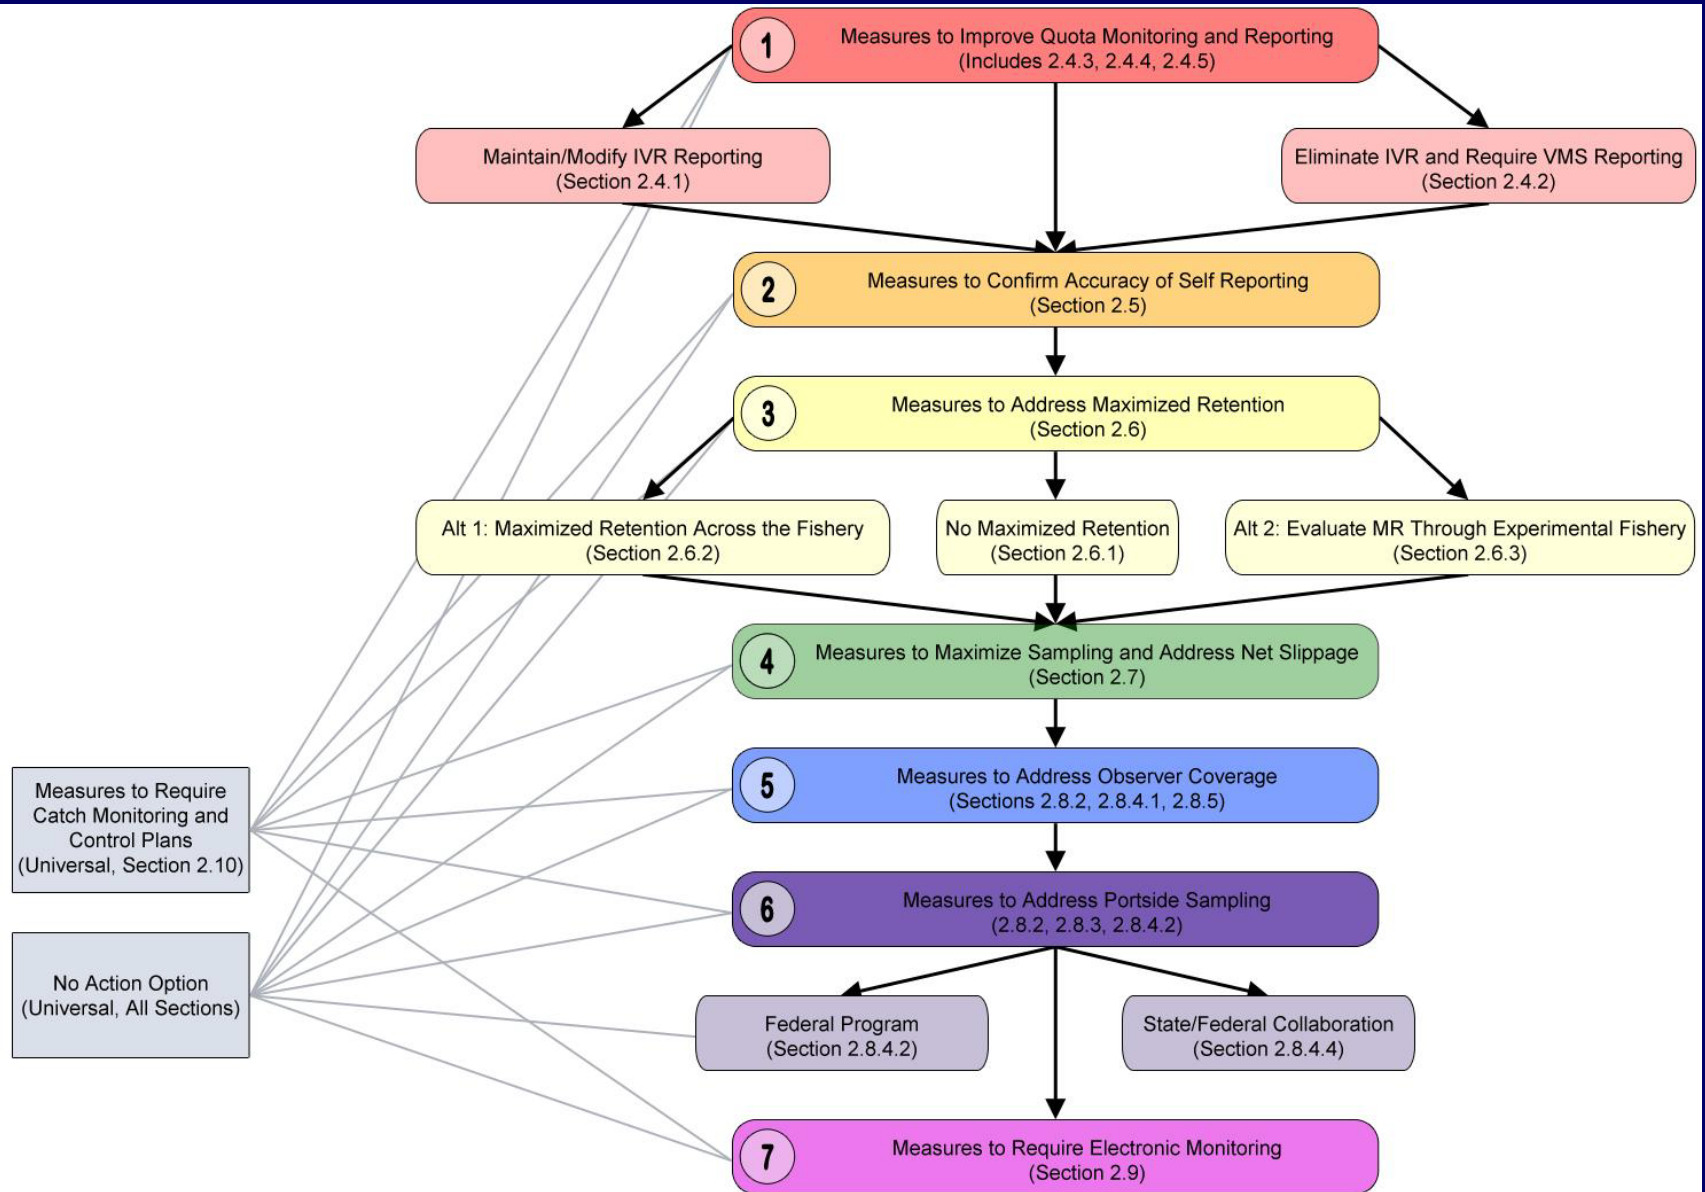 1
Measures to Improve Quota Monitoring and Reporting
(Includes 2.4.3, 2.4.4, 2.4.5)
Maintain/Modify IVR Reporting
(Section 2.4.1)
Eliminate IVR and Require VMS Reporting
(Section 2.4.2)
2
Measures to Confirm Accuracy of Self Reporting
(Section 2.5)
3
Measures to Address Maximized Retention
(Section 2.6)
Alt 1: Maximized Retention Across the Fishery
(Section 2.6.2)
No Maximized Retention
(Section 2.6.1)
Alt 2: Evaluate MR Through Experimental Fishery
(Section 2.6.3)
4
Measures to Maximize Sampling and Address Net Slippage
(Section 2.7)
Measures to Require
Catch Monitoring and
Control Plans
(Universal, Section 2.10)
5
Measures to Address Observer Coverage
(Sections 2.8.2, 2.8.4.1, 2.8.5)
6
Measures to Address Portside Sampling
(2.8.2, 2.8.3, 2.8.4.2)
No Action Option
(Universal, All Sections)
Federal Program
(Section 2.8.4.2)
State/Federal Collaboration
(Section 2.8.4.4)
7
Measures to Require Electronic Monitoring
(Section 2.9)